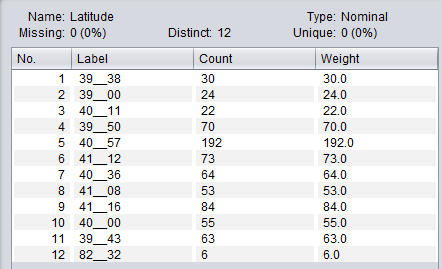 Name: Latitude Type: Nominal
Missing: 0 (0%) Distinct: 12 Unique: 0 (0%)
No. Label Count Weight
1 39__38 30 30.0
2 39__00 24 24.0
3 40__11 22 22.0
4 39__50 70 70.0
5 40__57 192 192.0
6 41__12 73 73.0
7 40__36 64 64.0
8 41__08 53 53.0
9 41__16 84 84.0
10 40__00 55 55.0
11 39__43 63 63.0
12 82__32 6 6.0